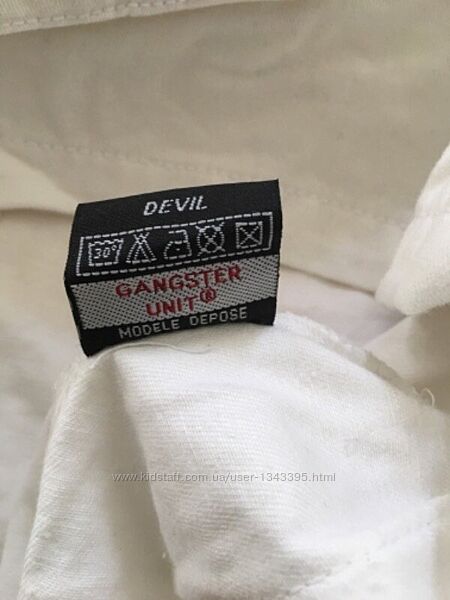 DEVIL
30°
GANGSTER
UNIT®
MODELE DEPOSE
www.kidstaff.com.ua/user-1343395.html